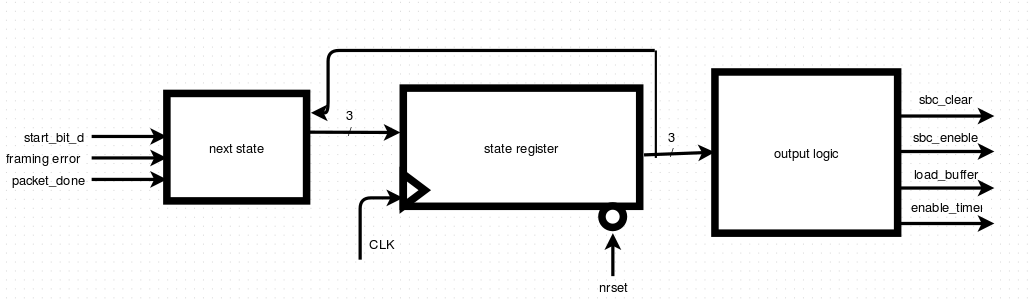 3
start_bit_d
framing error
packet_done
next state
state register
3
output logic
sbc_clear
sbc_eneble
load_buffer
enable_timer
CLK
nrset